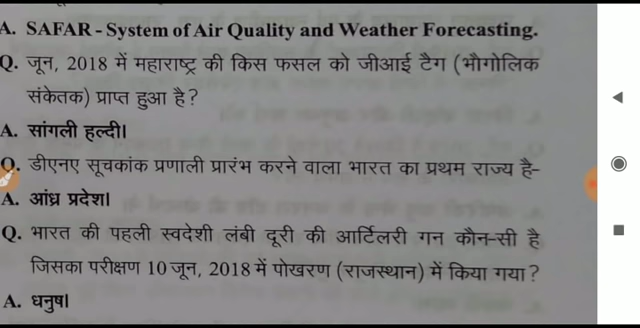 A. SAFAR - System of Air Quality and Weather Forecasting.
Q. जून, 2018 में महाराष्ट्र की किस फसल को जीआई टैग (भौगोलिक
संकेतक) प्राप्त हुआ है?
A. सांगली हल्दी।
Q. डीएनए सूचकांक प्रणाली प्रारंभ करने वाला भारत का प्रथम राज्य है-
A. आंध्र प्रदेश।
Q. भारत की पहली स्वदेशी लंबी दूरी की आर्टिलरी गन कौन-सी है
जिसका परीक्षण 10 जून, 2018 में पोखरण (राजस्थान) में किया गया?
A. धनुष।